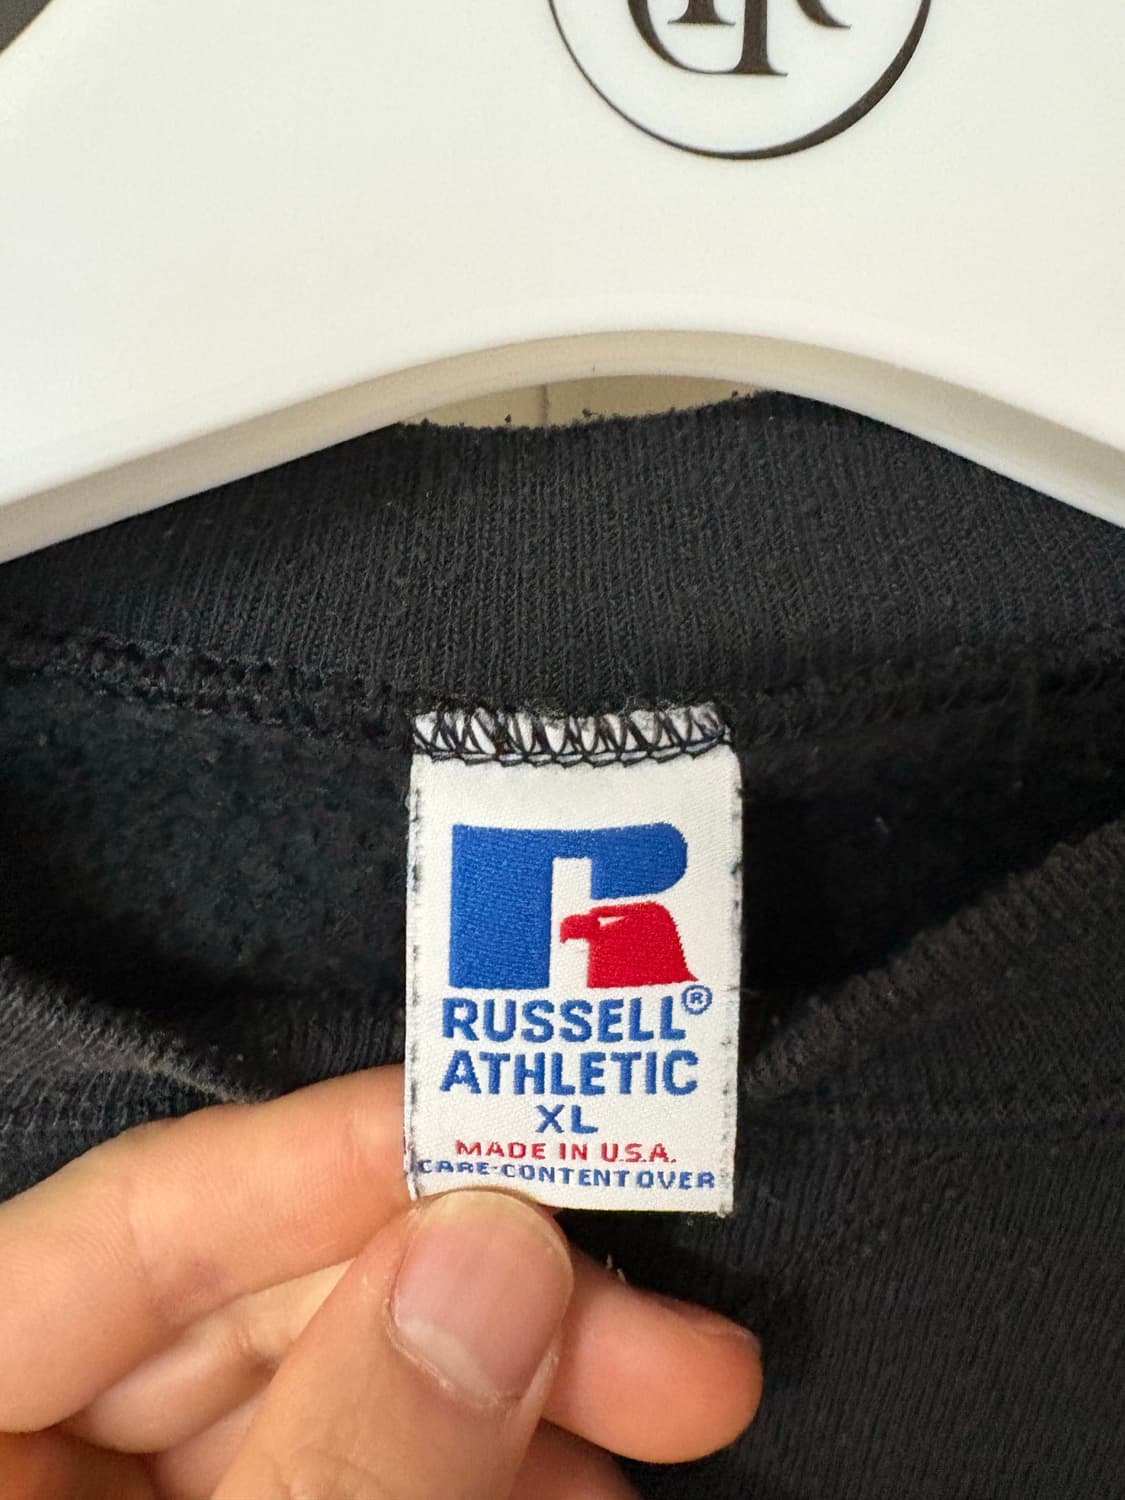 RUSSELL®
ATHLETIC
XL
MADE IN U.S.A.
CARE-CONTENT OVER